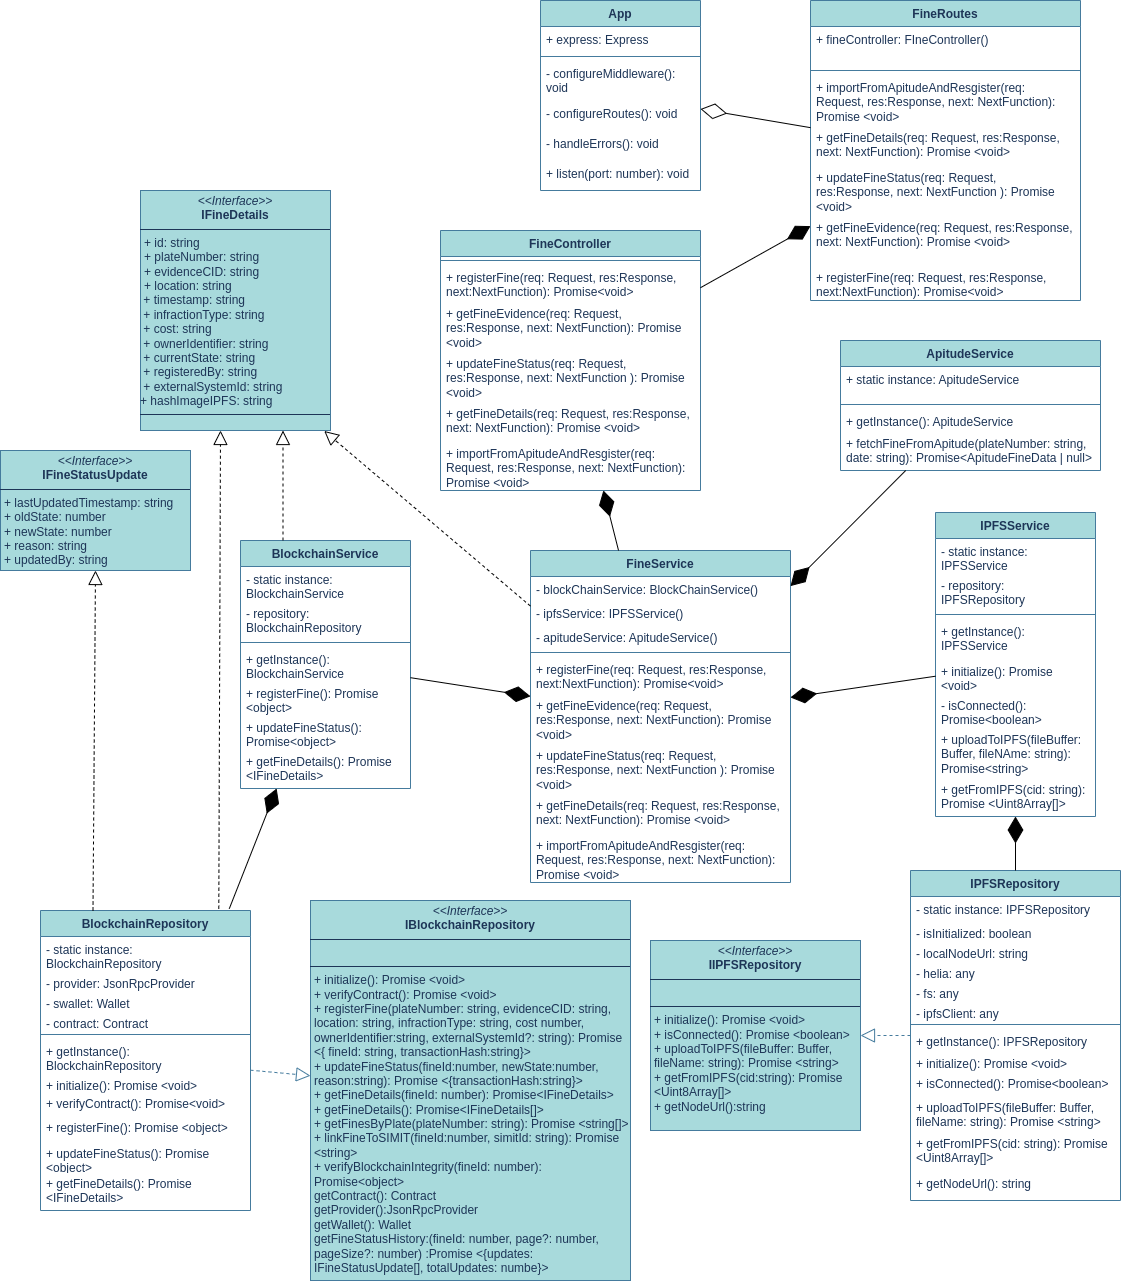 App
+ express: Express
- configureMiddleware():
void
- configureRoutes(): void
- handleErrors(): void
+ listen(port: number): void
FineRoutes
+ fineController: FIneController()
+ importFromApitudeAndResgister(req:
Request, res:Response, next: NextFunction):
Promise <void>
+ getFineDetails(req: Request, res:Response,
next: NextFunction): Promise <void>
+ updateFineStatus(req: Request,
res:Response, next: NextFunction ): Promise
<void>
+ getFineEvidence(req: Request, res:Response,
next: NextFunction): Promise <void>
+ registerFine(req: Request, res:Response,
next:NextFunction): Promise<void>
<<Interface>>
IFineDetails
+ id: string
+ plateNumber: string
+ evidenceCID: string
+ location: string
+ timestamp: string
+ infractionType: string
+ cost: string
+ ownerIdentifier: string
+ currentState: string
+ registeredBy: string
+ externalSystemId: string
+ hashImageIPFS: string
FineController
+ registerFine(req: Request, res:Response,
next:NextFunction): Promise<void>
+ getFineEvidence(req: Request,
res:Response, next: NextFunction): Promise
<void>
+ updateFineStatus(req: Request,
res:Response, next: NextFunction ): Promise
<void>
+ getFineDetails(req: Request, res:Response,
next: NextFunction): Promise <void>
+ importFromApitudeAndResgister(req:
Request, res:Response, next: NextFunction):
Promise <void>
ApitudeService
+ static instance: ApitudeService
+ getInstance(): ApitudeService
+ fetchFineFromApitude(plateNumber: string,
date: string): Promise<ApitudeFineData | null>
<<Interface>>
IFineStatusUpdate
+ lastUpdatedTimestamp: string
+ oldState: number
+ newState: number
+ reason: string
+ updatedBy: string
BlockchainService
- static instance:
BlockchainService
- repository:
BlockchainRepository
+ getInstance():
BlockchainService
+ registerFine(): Promise
<object>
+ updateFineStatus():
Promise<object>
+ getFineDetails(): Promise
<IFineDetails>
FineService
- blockChainService: BlockChainService()
- ipfsService: IPFSService()
- apitudeService: ApitudeService()
+ registerFine(req: Request, res:Response,
next:NextFunction): Promise<void>
+ getFineEvidence(req: Request,
res:Response, next: NextFunction): Promise
<void>
+ updateFineStatus(req: Request,
res:Response, next: NextFunction ): Promise
<void>
+ getFineDetails(req: Request, res:Response,
next: NextFunction): Promise <void>
+ importFromApitudeAndResgister(req:
Request, res:Response, next: NextFunction):
Promise <void>
IPFSService
- static instance:
IPFSService
- repository:
IPFSRepository
+ getInstance():
IPFSService
+ initialize(): Promise
<void>
- isConnected():
Promise<boolean>
+ uploadToIPFS(fileBuffer:
Buffer, fileNAme: string):
Promise<string>
+ getFromIPFS(cid: string):
Promise <Uint8Array[]>
BlockchainRepository
- static instance:
BlockchainRepository
- provider: JsonRpcProvider
- swallet: Wallet
- contract: Contract
+ getInstance():
BlockchainRepository
+ initialize(): Promise <void>
+ verifyContract(): Promise<void>
+ registerFine(): Promise <object>
+ updateFineStatus(): Promise
<object>
+ getFineDetails(): Promise
<IFineDetails>
<<Interface>>
IBlockchainRepository
+ initialize(): Promise <void>
+ verifyContract(): Promise <void>
+ registerFine(plateNumber: string, evidenceCID: string,
location: string, infractionType: string, cost number,
ownerIdentifier:string, externalSystemId?: string): Promise
<{ fineId: string, transactionHash:string}>
+ updateFineStatus(fineId:number, newState:number,
reason:string): Promise <{transactionHash:string}>
+ getFineDetails(fineId: number): Promise<IFineDetails>
+ getFineDetails(): Promise<IFineDetails[]>
+ getFinesByPlate(plateNumber: string): Promise <string[]>
+ linkFineToSIMIT(fineId:number, simitId: string): Promise
<string>
+ verifyBlockchainIntegrity(fineId: number):
Promise<object>
getContract(): Contract
getProvider():JsonRpcProvider
getWallet(): Wallet
getFineStatusHistory:(fineId: number, page?: number,
pageSize?: number) :Promise <{updates:
IFineStatusUpdate[], totalUpdates: numbe}>
<<Interface>>
IIPFSRepository
+ initialize(): Promise <void>
+ isConnected(): Promise <boolean>
+ uploadToIPFS(fileBuffer: Buffer,
fileName: string): Promise <string>
+ getFromIPFS(cid:string): Promise
<Uint8Array[]>
+ getNodeUrl():string
IPFSRepository
- static instance: IPFSRepository
- isInitialized: boolean
- localNodeUrl: string
- helia: any
- fs: any
- ipfsClient: any
+ getInstance(): IPFSRepository
+ initialize(): Promise <void>
+ isConnected(): Promise<boolean>
+ uploadToIPFS(fileBuffer: Buffer,
fileName: string): Promise <string>
+ getFromIPFS(cid: string): Promise
<Uint8Array[]>
+ getNodeUrl(): string